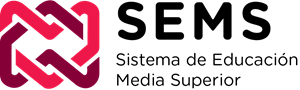 SEMS
Sistema de Educación
Media Superior